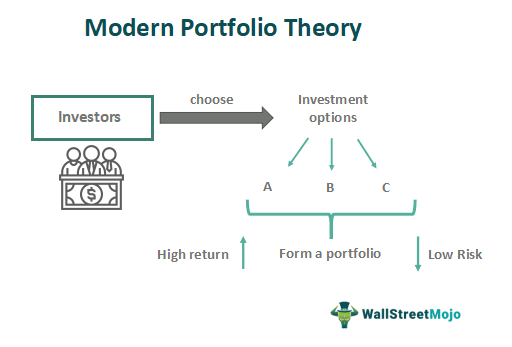 Modern Portfolio Theory
Investors
choose
Investment
options
$
A B C
High return
Form a portfolio
Low Risk
WallStreetMojo